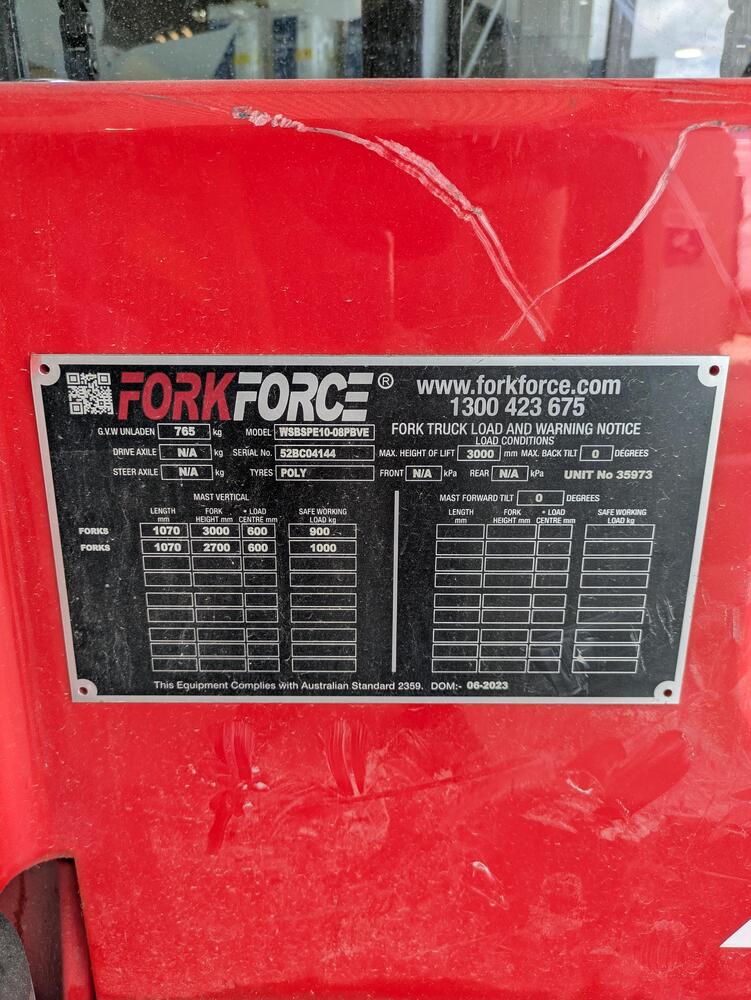 FORKFORCE®
www.forkforce.com
1300 423 675
G.V.W UNLADEN 765 kg MODEL WSBSPE10-08PBVE
FORK TRUCK LOAD AND WARNING NOTICE
LOAD CONDITIONS
DRIVE AXILE N/A kg SERIAL No. 52BC04144 MAX. HEIGHT OF LIFT 3000 mm MAX. BACK TILT 0 DEGREES
STEER AXILE N/A kg TYRES POLY FRONT N/A kPa REAR N/A kPa UNIT No 35973
MAST VERTICAL
LENGTH mm FORK HEIGHT mm • LOAD CENTRE mm SAFE WORKING LOAD kg
FORKS 1070 3000 600 900
FORKS 1070 2700 600 1000
MAST FORWARD TILT 0 DEGREES
LENGTH mm FORK HEIGHT mm • LOAD CENTRE mm SAFE WORKING LOAD kg
This Equipment Complies with Australian Standard 2359. DOM:- 06-2023